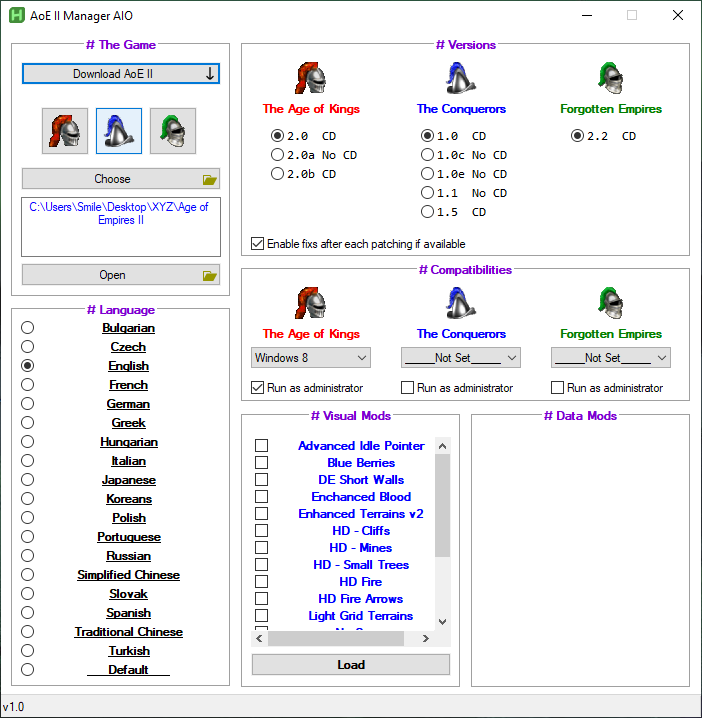 AoE II Manager AIO
# The Game
Download AoE II
Choose
C:\Users\Smile\Desktop\XYZ\Age of
Empires II
Open
# Language
Bulgarian
Czech
English
French
German
Greek
Hungarian
Italian
Japanese
Koreans
Polish
Portuguese
Russian
Simplified Chinese
Slovak
Spanish
Traditional Chinese
Turkish
____Default____
# Versions
The Age of Kings
2.0 CD
2.0a No CD
2.0b CD
The Conquerors
1.0 CD
1.0c No CD
1.0e No CD
1.1 No CD
1.5 CD
Forgotten Empires
2.2 CD
Enable fixs after each patching if available
# Compatibilities
The Age of Kings
Windows 8
Run as administrator
The Conquerors
_____Not Set_____
Run as administrator
Forgotten Empires
_____Not Set_____
Run as administrator
# Visual Mods
Advanced Idle Pointer
Blue Berries
DE Short Walls
Enchanced Blood
Enhanced Terrains v2
HD - Cliffs
HD - Mines
HD - Small Trees
HD Fire
HD Fire Arrows
Light Grid Terrains
Load
# Data Mods
v1.0